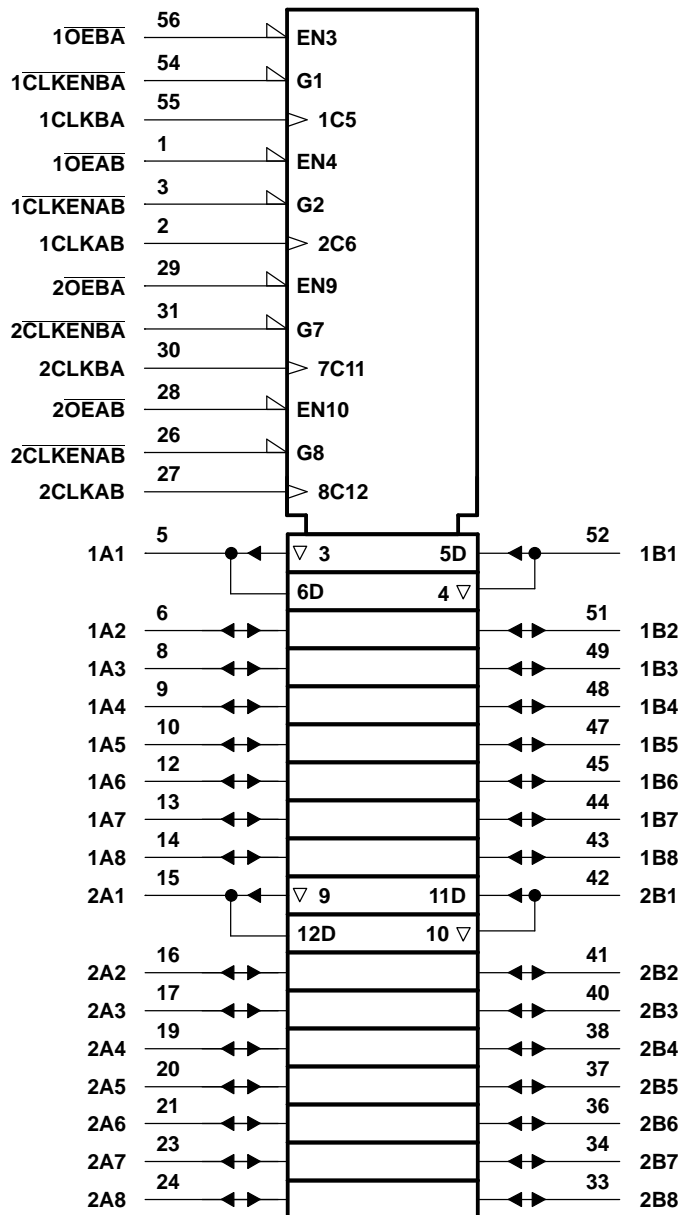 56
1OEBA EN3
54
1CLKENBA G1
55
1CLKBA 1C5
1
1OEAB EN4
3
1CLKENAB G2
2
1CLKAB 2C6
29
2OEBA EN9
31
2CLKENBA G7
30
2CLKBA 7C11
28
2OEAB EN10
26
2CLKENAB G8
27
2CLKAB 8C12
5 52
1A1 ▽ 3 5D 1B1
6D 4 ▽
6 51
1A2 1B2
8 49
1A3 1B3
9 48
1A4 1B4
10 47
1A5 1B5
12 45
1A6 1B6
13 44
1A7 1B7
14 43
1A8 1B8
15 42
2A1 ▽ 9 11D 2B1
12D 10 ▽
16 41
2A2 2B2
17 40
2A3 2B3
19 38
2A4 2B4
20 37
2A5 2B5
21 36
2A6 2B6
23 34
2A7 2B7
24 33
2A8 2B8